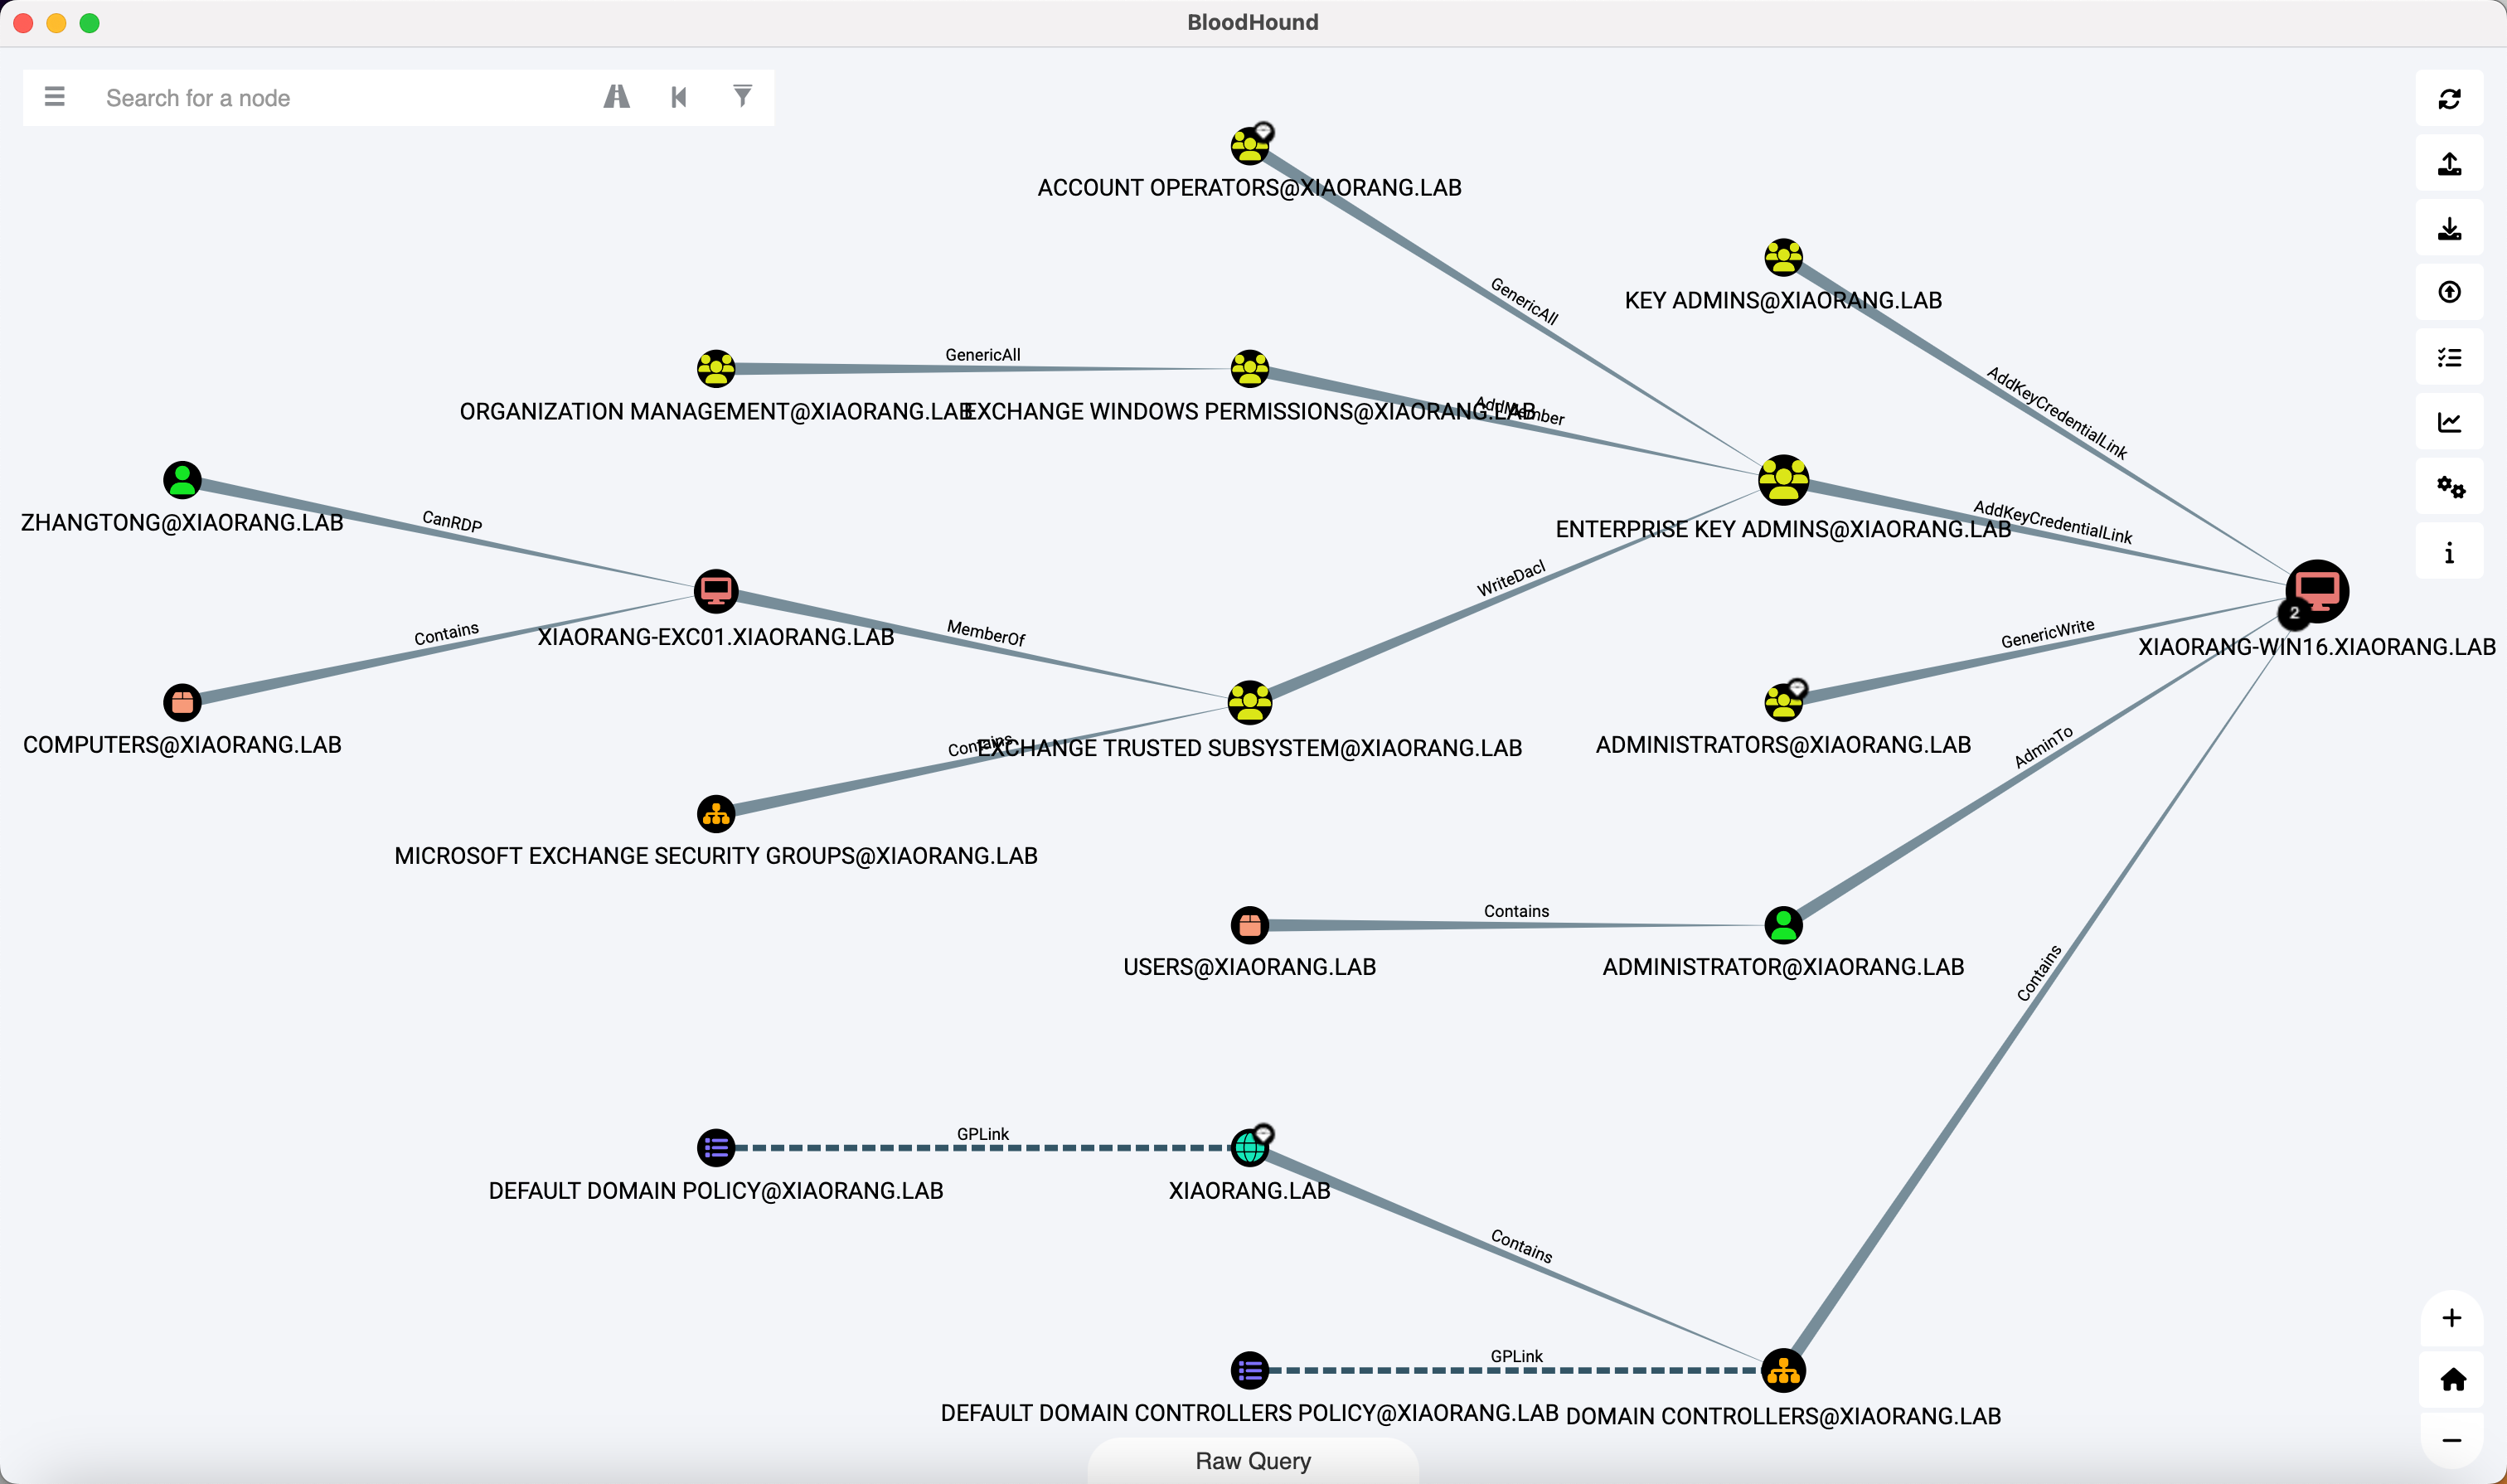 BloodHound
Search for a node
ACCOUNT OPERATORS@XIAORANG.LAB
GenericAll
KEY ADMINS@XIAORANG.LAB
AddKeyCredentialLink
GenericAll
ORGANIZATION MANAGEMENT@XIAORANG.LAB
EXCHANGE WINDOWS PERMISSIONS@XIAORANG.LAB
AddMember
ZHANGTONG@XIAORANG.LAB
CanRDP
ENTERPRISE KEY ADMINS@XIAORANG.LAB
AddKeyCredentialLink
WriteDacl
Contains
XIAORANG-EXC01.XIAORANG.LAB
MemberOf
GenericWrite
2
XIAORANG-WIN16.XIAORANG.LAB
COMPUTERS@XIAORANG.LAB
Contains
EXCHANGE TRUSTED SUBSYSTEM@XIAORANG.LAB
ADMINISTRATORS@XIAORANG.LAB
AdminTo
MICROSOFT EXCHANGE SECURITY GROUPS@XIAORANG.LAB
Contains
USERS@XIAORANG.LAB
ADMINISTRATOR@XIAORANG.LAB
Contains
GPLink
DEFAULT DOMAIN POLICY@XIAORANG.LAB
XIAORANG.LAB
Contains
GPLink
DEFAULT DOMAIN CONTROLLERS POLICY@XIAORANG.LAB
DOMAIN CONTROLLERS@XIAORANG.LAB
Raw Query